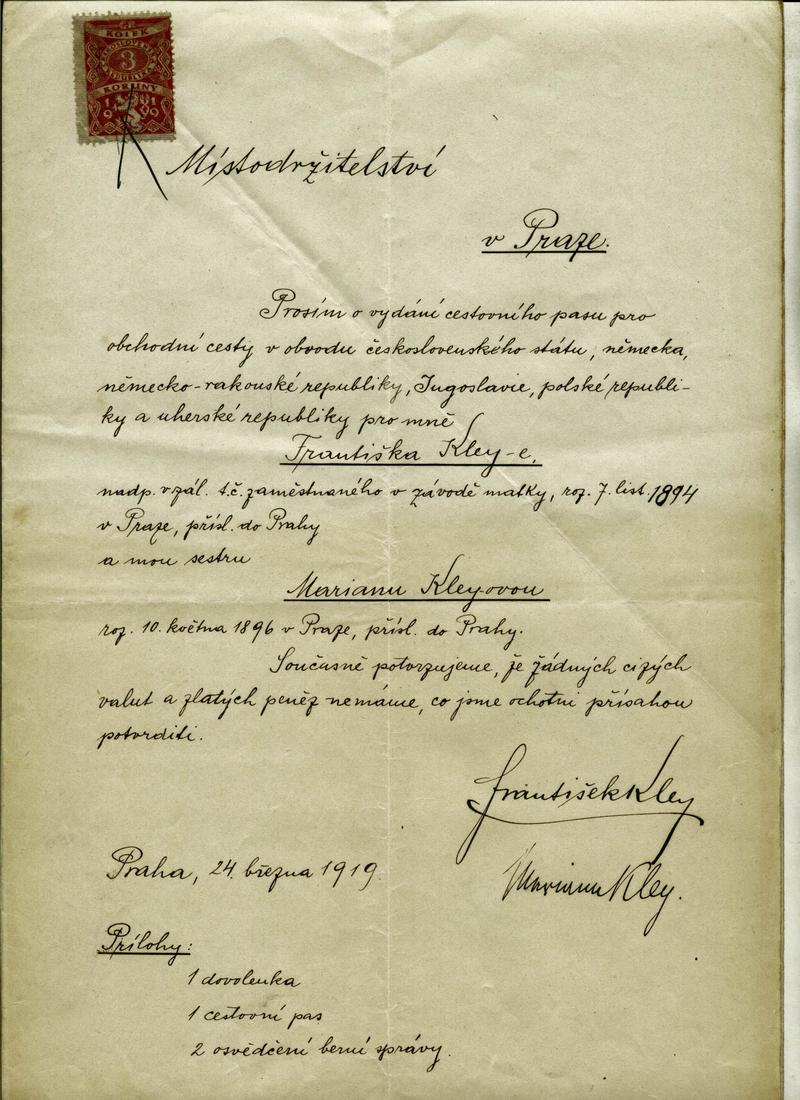 KOLEK
3
KORUNY
1919
Místodržitelství
v Praze.
Prosím o vydání cestovního pasu pro
obchodní cesty v obvodu československého státu, německa,
německo-rakouské republiky, Jugoslavie, polské republi-
ky a uherské republiky pro mně
Františka Kley-e,
nadp. v zál. t.č. zaměstnaného v závodě matky, roz. 7. list. 1894
v Praze, přísl. do Prahy
a mou sestru
Marianu Kleyovou
roz. 10. května 1896 v Praze, přísl. do Prahy.
Současně potvrzujeme, že žádných cizých
valut a zlatých peněz nemáme, co jsme ochotni přísahou
potvrditi.
František Kley
Praha, 24. března 1919.
Mariana Kley.
Přílohy:
1 dovolenka
1 cestovní pas
2 osvědčení berní správy.